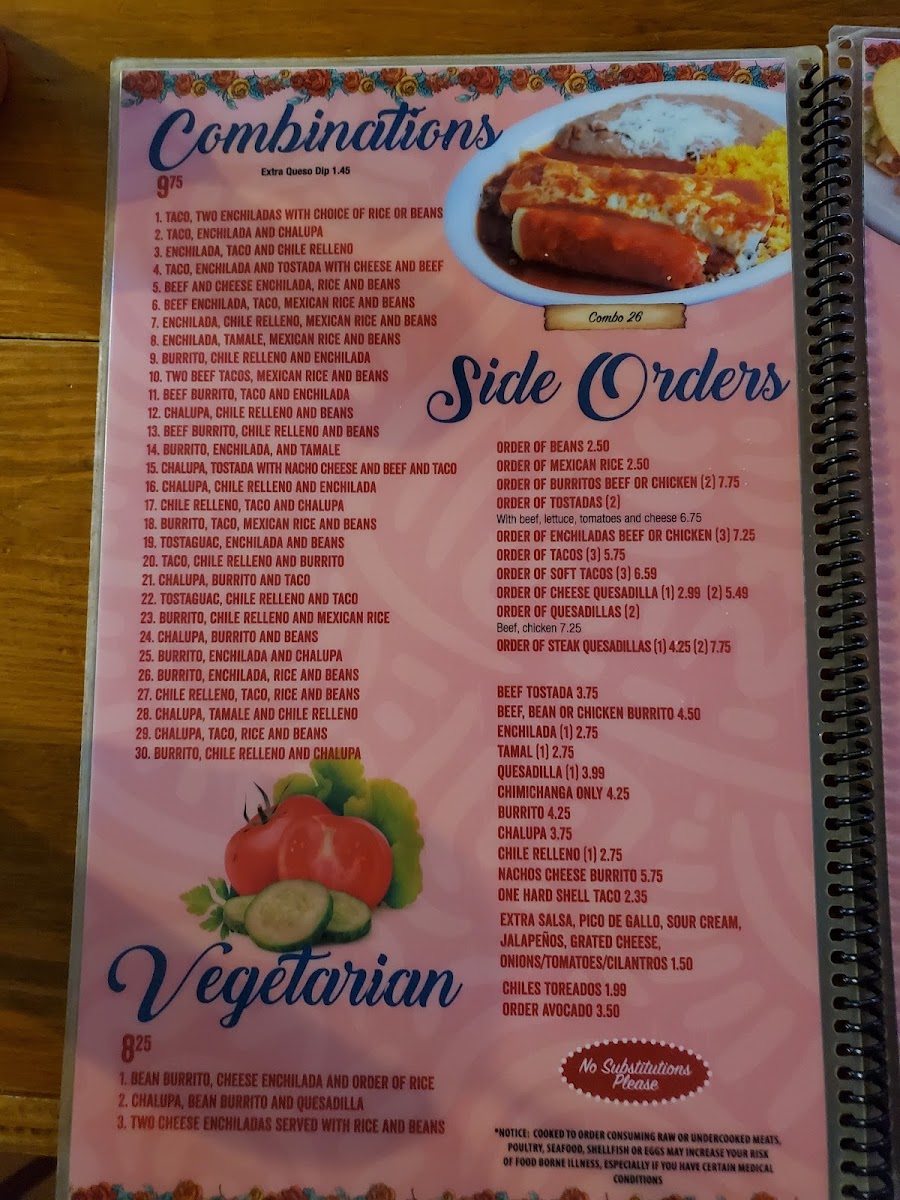 Combinations
Extra Queso Dip 1.45
9.75
1. TACO, TWO ENCHILADAS WITH CHOICE OF RICE OR BEANS
2. TACO, ENCHILADA AND CHALUPA
3. ENCHILADA, TACO AND CHILE RELLENO
4. TACO, ENCHILADA AND TOSTADA WITH CHEESE AND BEEF
5. BEEF AND CHEESE ENCHILADA, RICE AND BEANS
6. BEEF ENCHILADA, TACO, MEXICAN RICE AND BEANS
7. ENCHILADA, CHILE RELLENO, MEXICAN RICE AND BEANS
8. ENCHILADA, TAMALE, MEXICAN RICE AND BEANS
9. BURRITO, CHILE RELLENO AND ENCHILADA
10. TWO BEEF TACOS, MEXICAN RICE AND BEANS
11. BEEF BURRITO, TACO AND ENCHILADA
12. CHALUPA, CHILE RELLENO AND BEANS
13. BEEF BURRITO, CHILE RELLENO AND BEANS
14. BURRITO, ENCHILADA, AND TAMALE
15. CHALUPA, TOSTADA WITH NACHO CHEESE AND BEEF AND TACO
16. CHALUPA, CHILE RELLENO AND ENCHILADA
17. CHILE RELLENO, TACO AND CHALUPA
18. BURRITO, TACO, MEXICAN RICE AND BEANS
19. TOSTAGUAC, ENCHILADA AND BEANS
20. TACO, CHILE RELLENO AND BURRITO
21. CHALUPA, BURRITO AND TACO
22. TOSTAGUAC, CHILE RELLENO AND TACO
23. BURRITO, CHILE RELLENO AND MEXICAN RICE
24. CHALUPA, BURRITO AND BEANS
25. BURRITO, ENCHILADA AND CHALUPA
26. BURRITO, ENCHILADA, RICE AND BEANS
27. CHILE RELLENO, TACO, RICE AND BEANS
28. CHALUPA, TAMALE AND CHILE RELLENO
29. CHALUPA, TACO, RICE AND BEANS
30. BURRITO, CHILE RELLENO AND CHALUPA
Vegetarian
8.25
1. BEAN BURRITO, CHEESE ENCHILADA AND ORDER OF RICE
2. CHALUPA, BEAN BURRITO AND QUESADILLA
3. TWO CHEESE ENCHILADAS SERVED WITH RICE AND BEANS
Combo 26
Side Orders
ORDER OF BEANS 2.50
ORDER OF MEXICAN RICE 2.50
ORDER OF BURRITOS BEEF OR CHICKEN (2) 7.75
ORDER OF TOSTADAS (2)
With beef, lettuce, tomatoes and cheese 6.75
ORDER OF ENCHILADAS BEEF OR CHICKEN (3) 7.25
ORDER OF TACOS (3) 5.75
ORDER OF SOFT TACOS (3) 6.59
ORDER OF CHEESE QUESADILLA (1) 2.99 (2) 5.49
ORDER OF QUESADILLAS (2)
Beef, chicken 7.25
ORDER OF STEAK QUESADILLAS (1) 4.25 (2) 7.75
BEEF TOSTADA 3.75
BEEF, BEAN OR CHICKEN BURRITO 4.50
ENCHILADA (1) 2.75
TAMAL (1) 2.75
QUESADILLA (1) 3.99
CHIMICHANGA ONLY 4.25
BURRITO 4.25
CHALUPA 3.75
CHILE RELLENO (1) 2.75
NACHOS CHEESE BURRITO 5.75
ONE HARD SHELL TACO 2.35
EXTRA SALSA, PICO DE GALLO, SOUR CREAM,
JALAPEÑOS, GRATED CHEESE,
ONIONS/TOMATOES/CILANTROS 1.50
CHILES TOREADOS 1.99
ORDER AVOCADO 3.50
No Substitutions
Please
*NOTICE: COOKED TO ORDER CONSUMING RAW OR UNDERCOOKED MEATS,
POULTRY, SEAFOOD, SHELLFISH OR EGGS MAY INCREASE YOUR RISK
OF FOOD BORNE ILLNESS, ESPECIALLY IF YOU HAVE CERTAIN MEDICAL
CONDITIONS